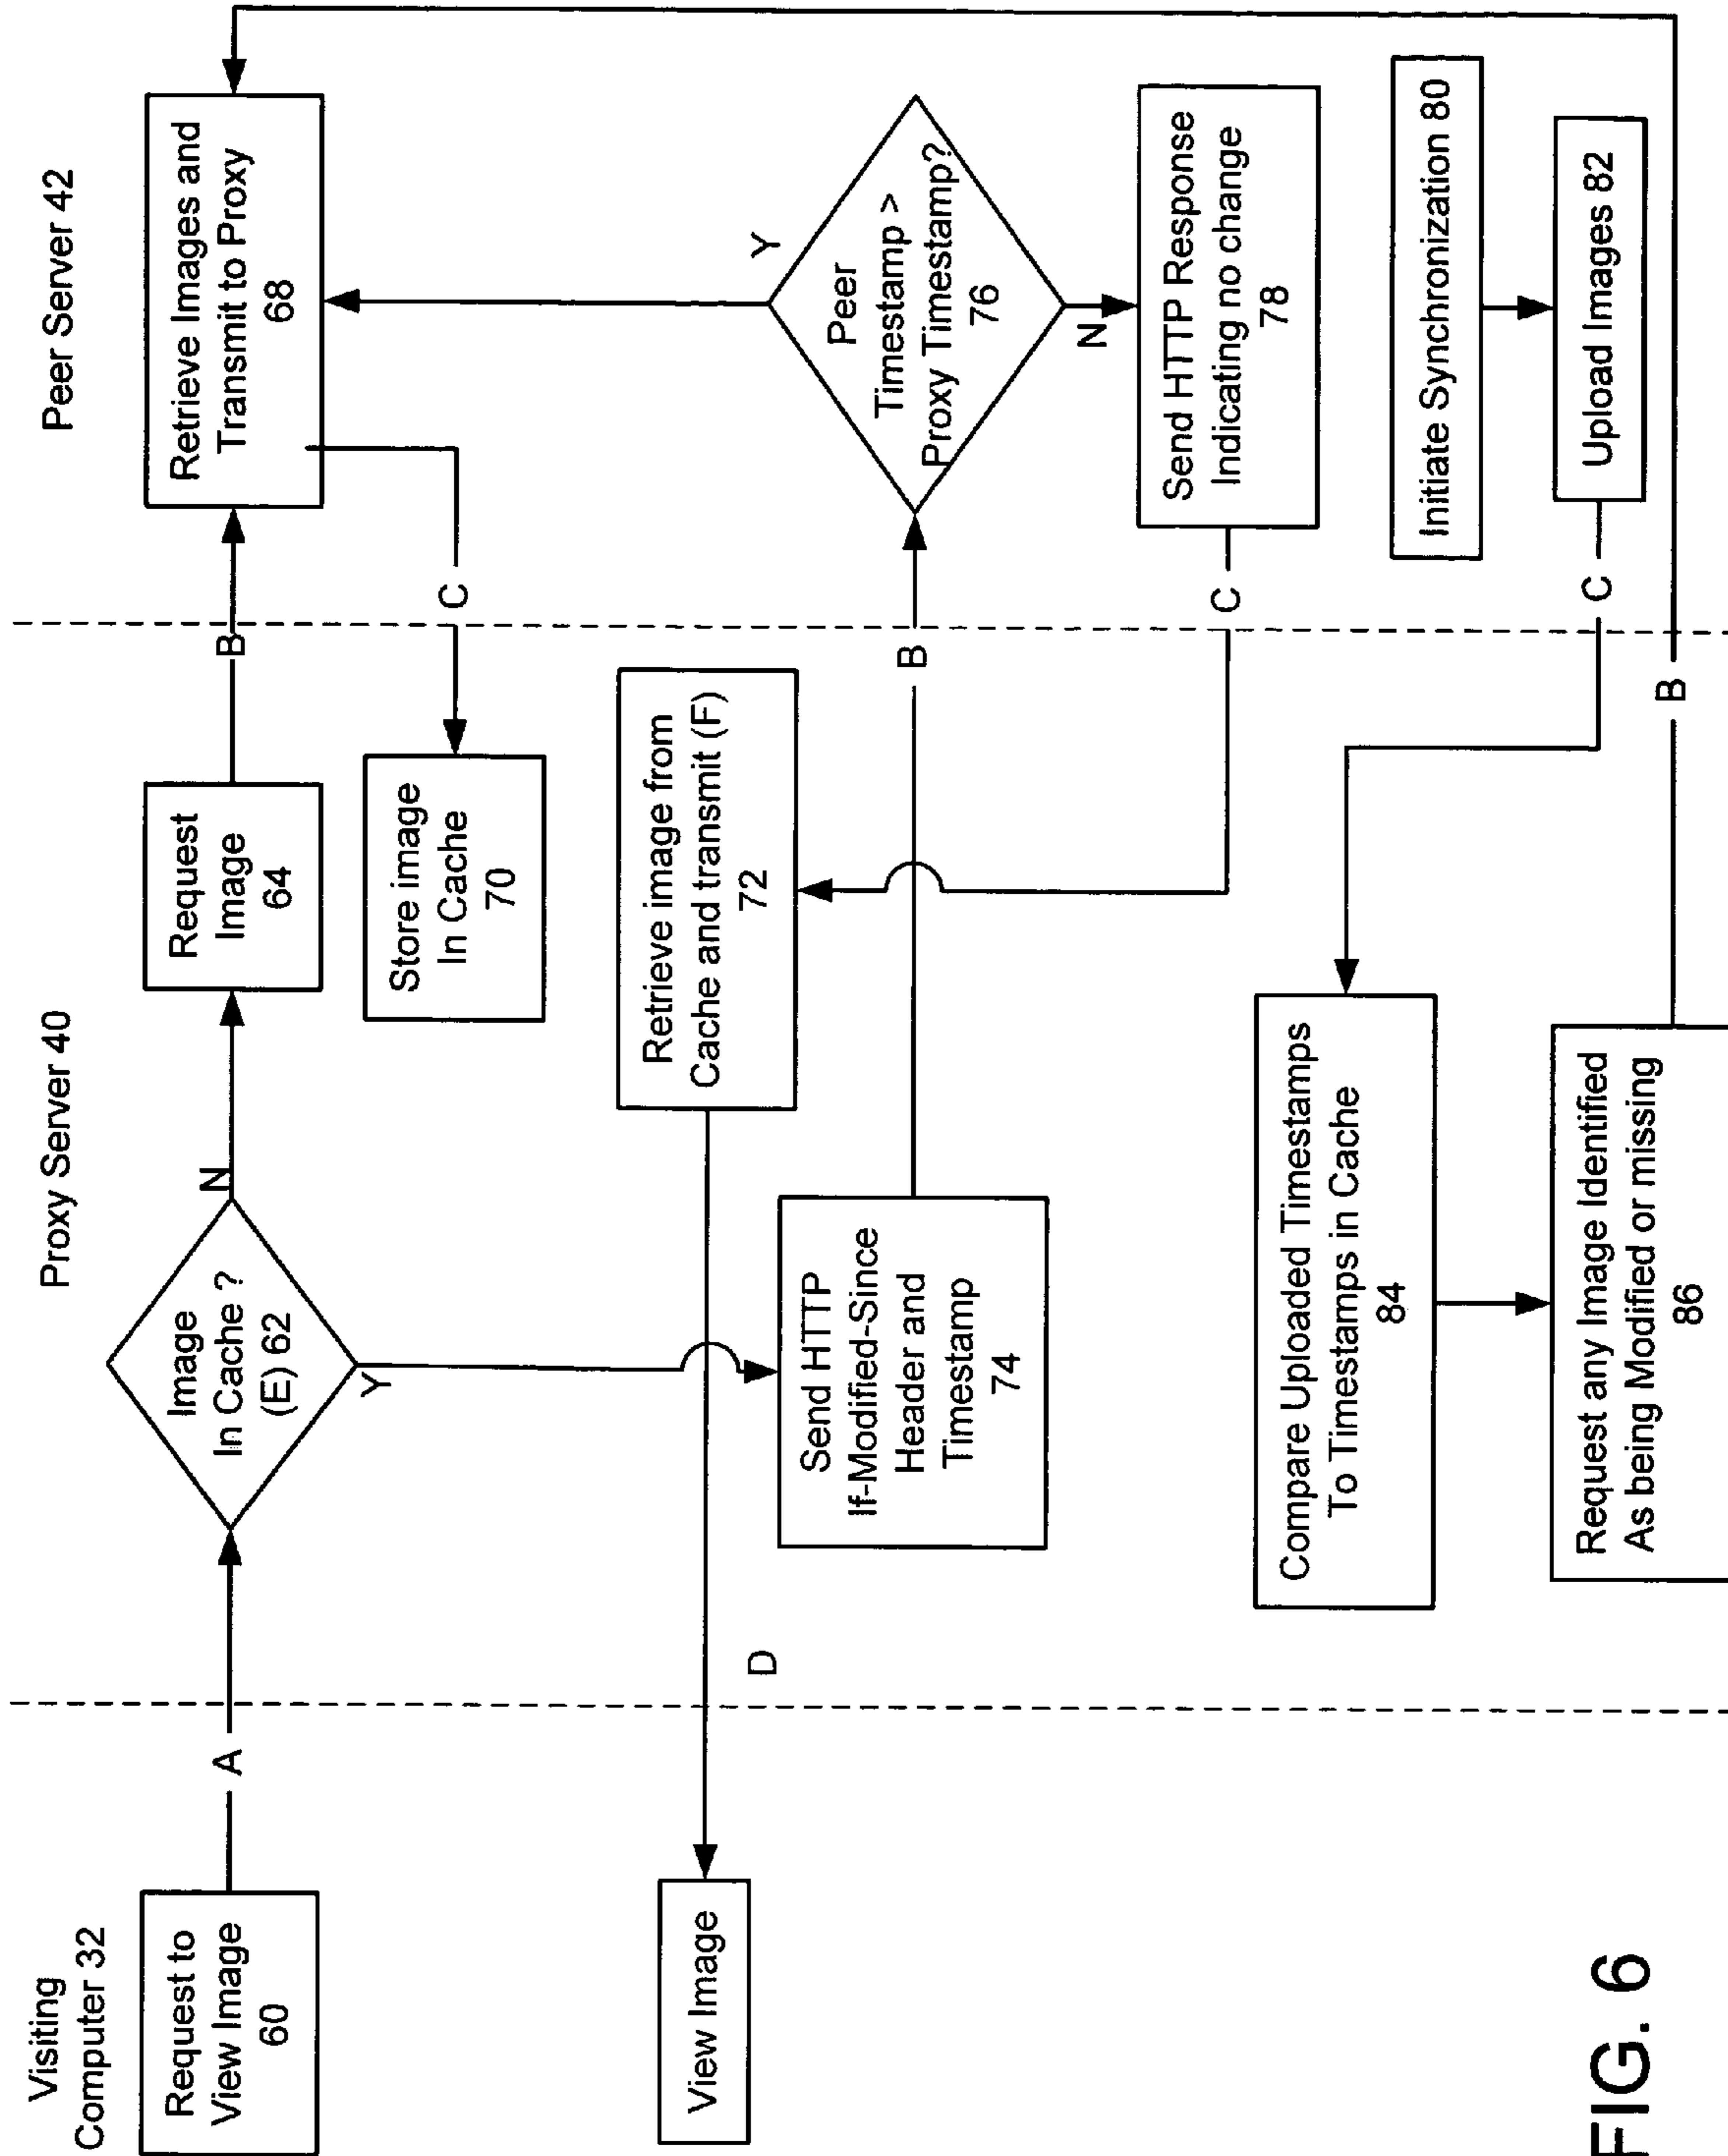 Visiting
Computer 32
Proxy Server 40
Peer Server 42
Request to
View Image
60
A
Image
In Cache ?
(E) 62
N
Y
Request
Image
64
B
Retrieve Images and
Transmit to Proxy
68
C
Store image
In Cache
70
Retrieve image from
Cache and transmit (F)
72
D
View Image
Send HTTP
If-Modified-Since
Header and
Timestamp
74
B
Peer
Timestamp >
Proxy Timestamp?
76
Y
N
Send HTTP Response
Indicating no change
78
C
Initiate Synchronization 80
Upload Images 82
C
Compare Uploaded Timestamps
To Timestamps in Cache
84
Request any Image Identified
As being Modified or missing
86
B
FIG. 6